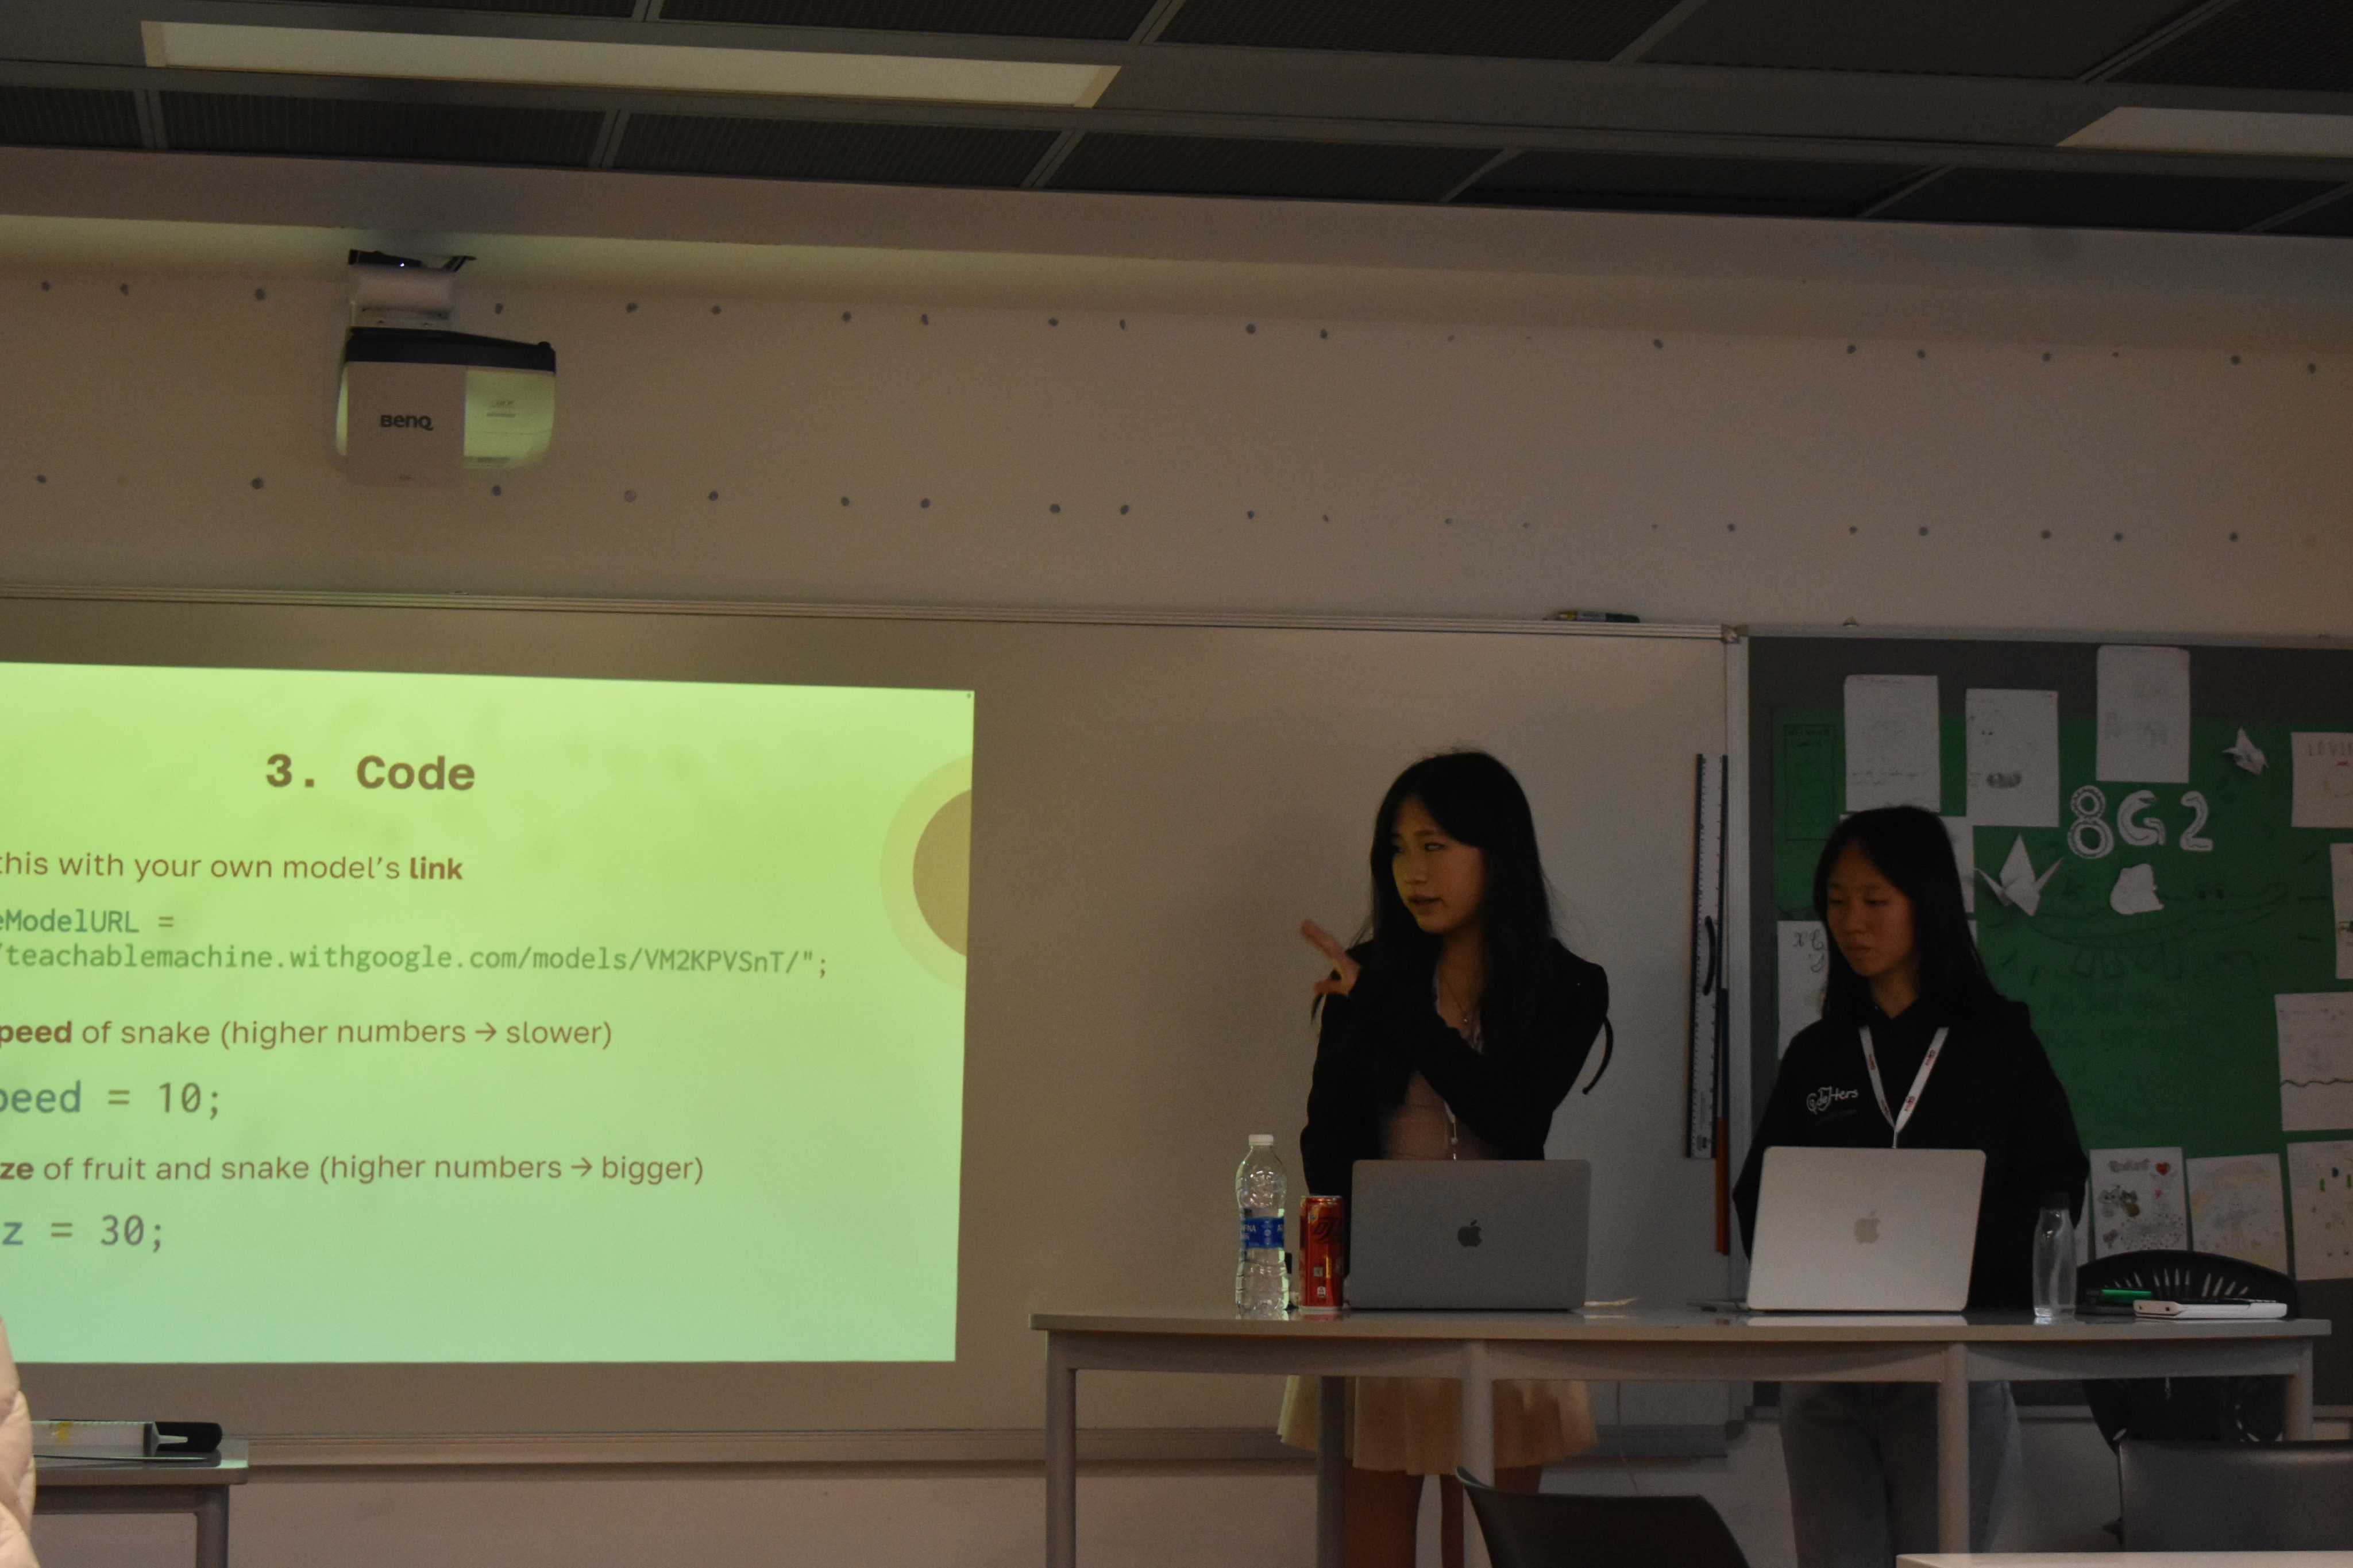 BenQ
3. Code
this with your own model's link
eModelURL =
/teachablemachine.withgoogle.com/models/VM2KPVSnT/";
peed of snake (higher numbers → slower)
peed = 10;
ze of fruit and snake (higher numbers → bigger)
z = 30;
8G2
CodeHers